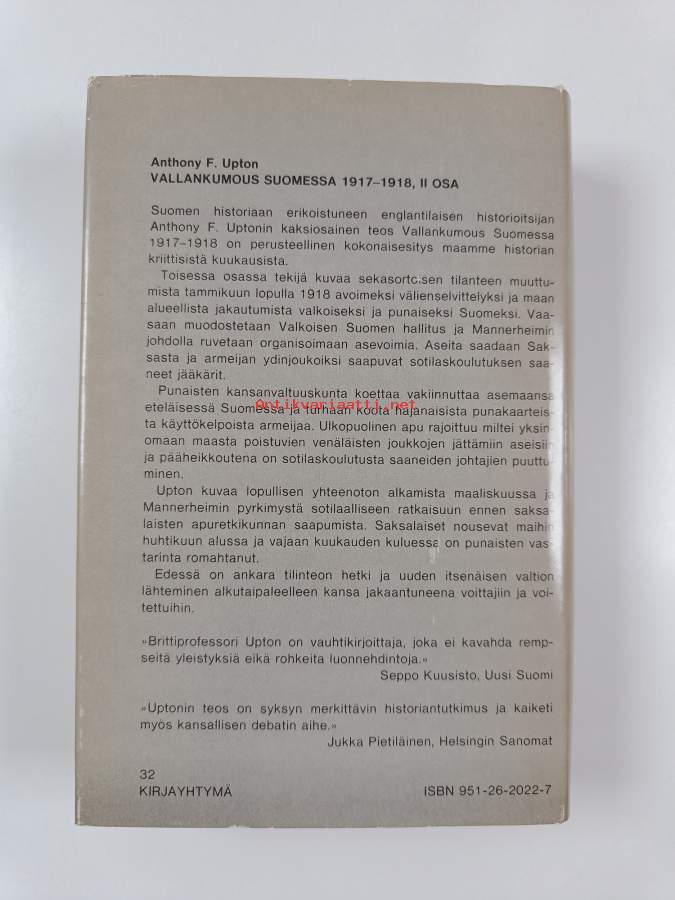 Anthony F. Upton
VALLANKUMOUS SUOMESSA 1917–1918, II OSA
Suomen historiaan erikoistuneen englantilaisen historioitsijan
Anthony F. Uptonin kaksiosainen teos Vallankumous Suomessa
1917–1918 on perusteellinen kokonaisesitys maamme historian
kriittisistä kuukausista.
Toisessa osassa tekijä kuvaa sekasortoisen tilanteen muuttu-
mista tammikuun lopulla 1918 avoimeksi välienselvittelyksi ja maan
alueellista jakautumista valkoiseksi ja punaiseksi Suomeksi. Vaa-
saan muodostetaan Valkoisen Suomen hallitus ja Mannerheimin
johdolla ruvetaan organisoimaan asevoimia. Aseita saadaan Sak-
sasta ja armeijan ydinjoukoiksi saapuvat sotilaskoulutuksen saa-
neet jääkärit.
Punaisten kansanvaltuuskunta koettaa vakiinnuttaa asemaansa
eteläisessä Suomessa ja turhaan koota hajanaisista punakaarteis-
ta käyttökelpoista armeijaa. Ulkopuolinen apu rajoittuu miltei yksin-
omaan maasta poistuvien venäläisten joukkojen jättämiin aseisiin
ja pääheikkoutena on sotilaskoulutusta saaneiden johtajien puuttu-
minen.
Upton kuvaa lopullisen yhteenoton alkamista maaliskuussa ja
Mannerheimin pyrkimystä sotilaalliseen ratkaisuun ennen saksa-
laisten apuretkikunnan saapumista. Saksalaiset nousevat maihin
huhtikuun alussa ja vajaan kuukauden kuluessa on punaisten vas-
tarinta romahtanut.
Edessä on ankara tilinteon hetki ja uuden itsenäisen valtion
lähteminen alkutaipaleelleen kansa jakaantuneena voittajiin ja voi-
tettuihin.
»Brittiprofessori Upton on vauhtikirjoittaja, joka ei kavahda remp-
seitä yleistyksiä eikä rohkeita luonnehdintoja.»
Seppo Kuusisto, Uusi Suomi
»Uptonin teos on syksyn merkittävin historiantutkimus ja kaiketi
myös kansallisen debatin aihe.»
Jukka Pietiläinen, Helsingin Sanomat
32
KIRJAYHTYMÄ
ISBN 951-26-2022-7
Antikvariaatti.net